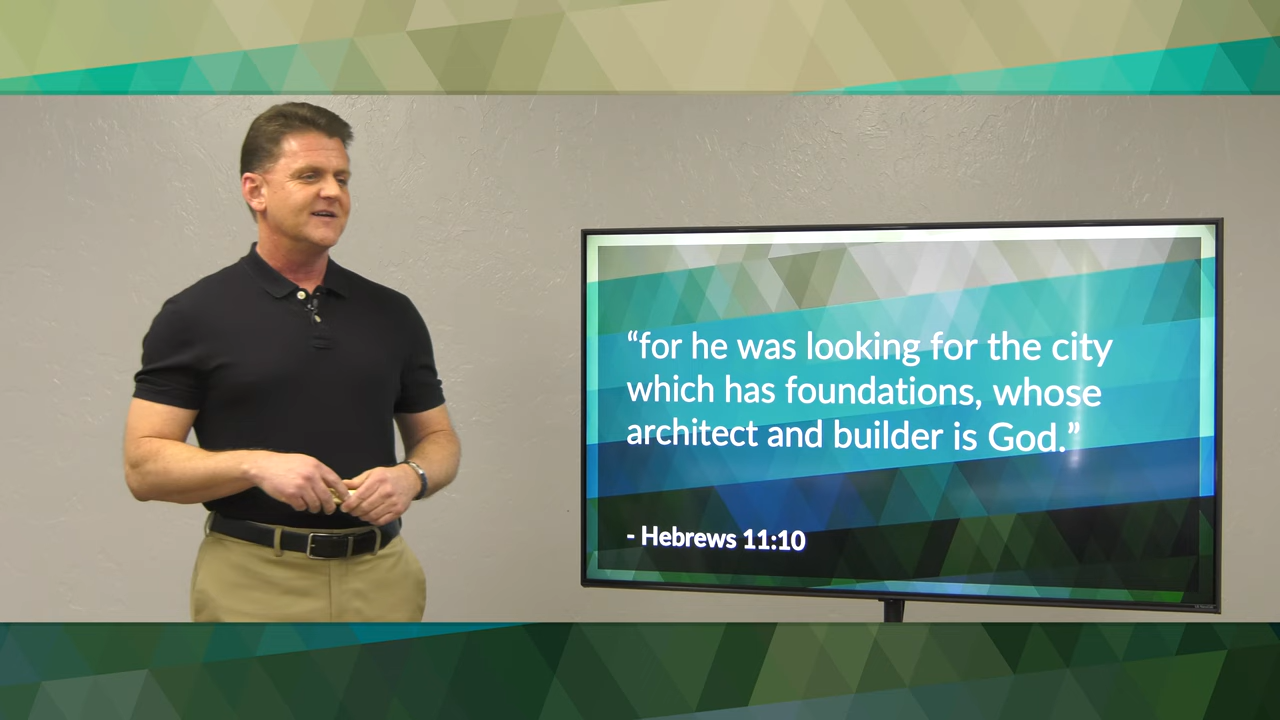 “for he was looking for the city
which has foundations, whose
architect and builder is God.”
- Hebrews 11:10